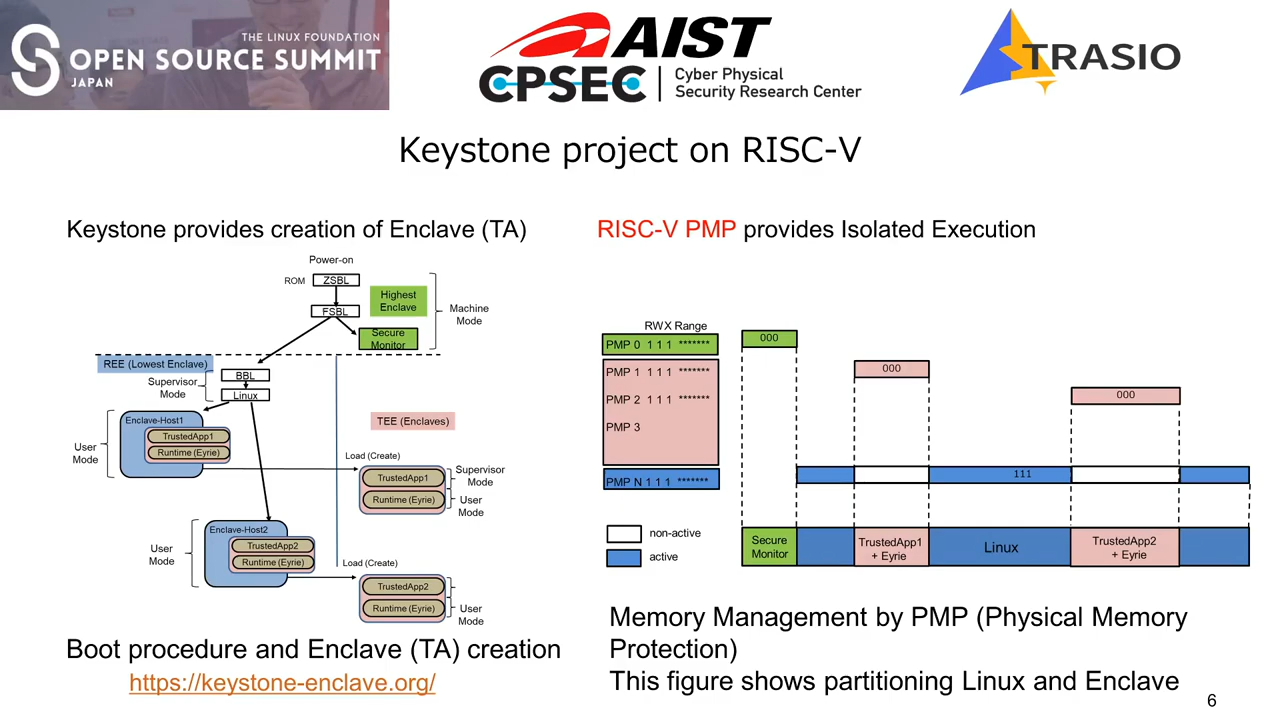 THE LINUX FOUNDATION
OPEN SOURCE SUMMIT
JAPAN
AIST
CPSEC
Cyber Physical
Security Research Center
TRASIO
Keystone project on RISC-V
Keystone provides creation of Enclave (TA)
Power-on
ROM
ZSBL
FSBL
Highest
Enclave
Secure
Monitor
Machine
Mode
REE (Lowest Enclave)
Supervisor
Mode
BBL
Linux
TEE (Enclaves)
User
Mode
Enclave-Host1
TrustedApp1
Runtime (Eyrie)
Load (Create)
TrustedApp1
Runtime (Eyrie)
Supervisor
Mode
User
Mode
User
Mode
Enclave-Host2
TrustedApp2
Runtime (Eyrie)
Load (Create)
TrustedApp2
Runtime (Eyrie)
User
Mode
Boot procedure and Enclave (TA) creation
https://keystone-enclave.org/
RISC-V PMP provides Isolated Execution
RWX Range
PMP 0 1 1 1 *******
PMP 1 1 1 1 *******
PMP 2 1 1 1 *******
PMP 3
PMP N 1 1 1 *******
non-active
active
000
000
000
111
Secure
Monitor
TrustedApp1
+ Eyrie
Linux
TrustedApp2
+ Eyrie
Memory Management by PMP (Physical Memory
Protection)
This figure shows partitioning Linux and Enclave
6